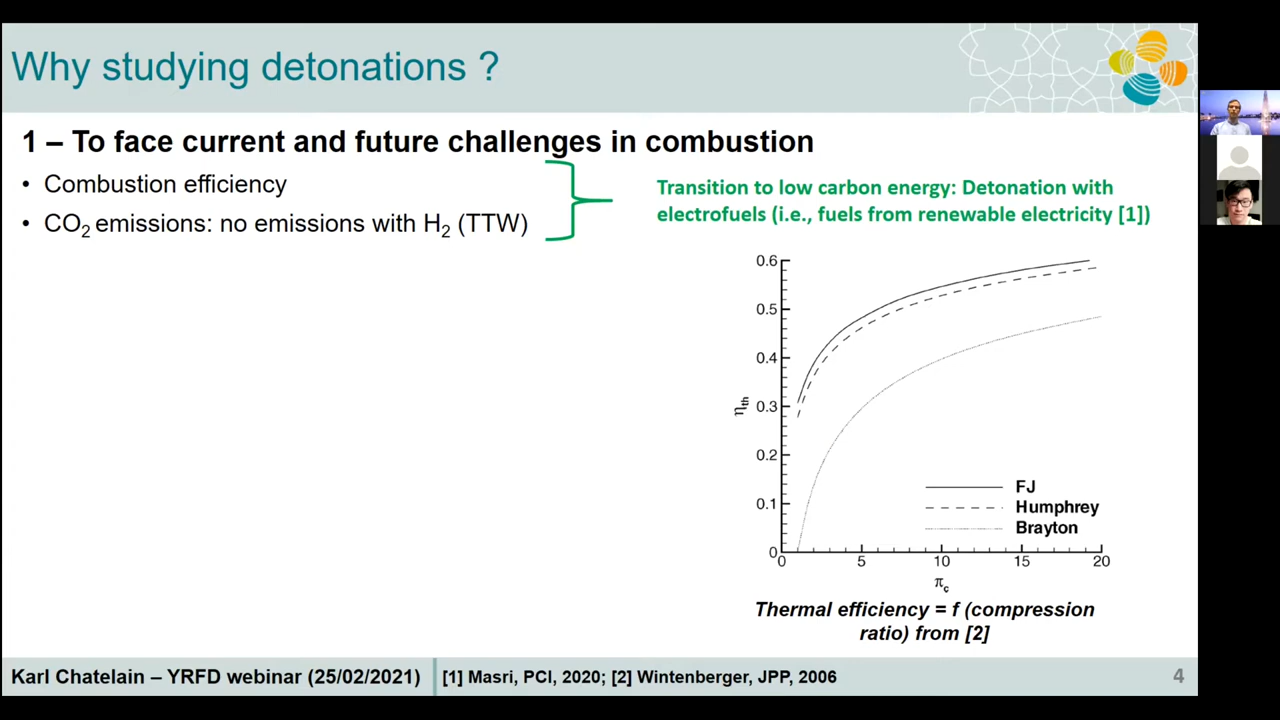 Why studying detonations ?
1 – To face current and future challenges in combustion
• Combustion efficiency
• CO2 emissions: no emissions with H2 (TTW)
Transition to low carbon energy: Detonation with
electrofuels (i.e., fuels from renewable electricity [1])
0.6
0.5
0.4
0.3
0.2
0.1
0
ηth
FJ
Humphrey
Brayton
0 5 10 15 20
πc
Thermal efficiency = f (compression
ratio) from [2]
Karl Chatelain – YRFD webinar (25/02/2021)
[1] Masri, PCI, 2020; [2] Wintenberger, JPP, 2006
4